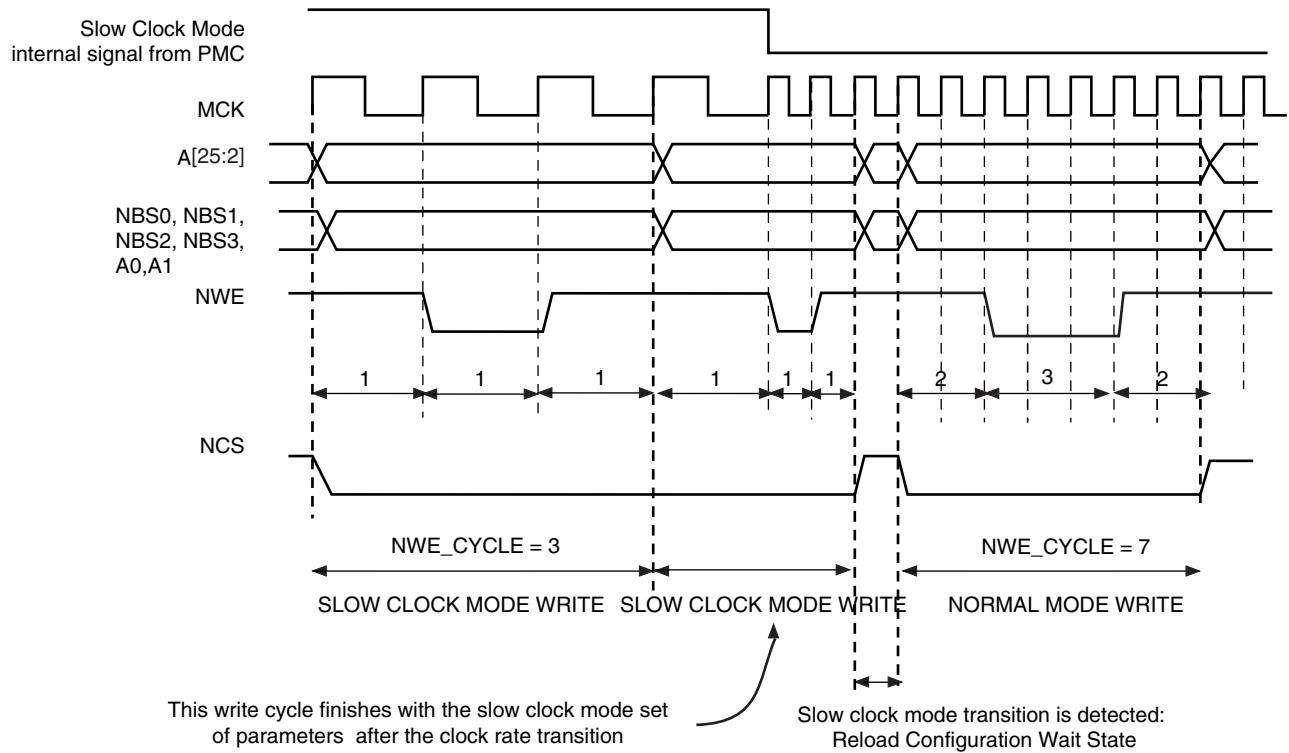 Slow Clock Mode
internal signal from PMC
MCK
A[25:2]
NBS0, NBS1,
NBS2, NBS3,
A0,A1
NWE
1 1 1 1 1 1 2 3 2
NCS
NWE_CYCLE = 3 NWE_CYCLE = 7
SLOW CLOCK MODE WRITE SLOW CLOCK MODE WRITE NORMAL MODE WRITE
This write cycle finishes with the slow clock mode set
of parameters after the clock rate transition
Slow clock mode transition is detected:
Reload Configuration Wait State